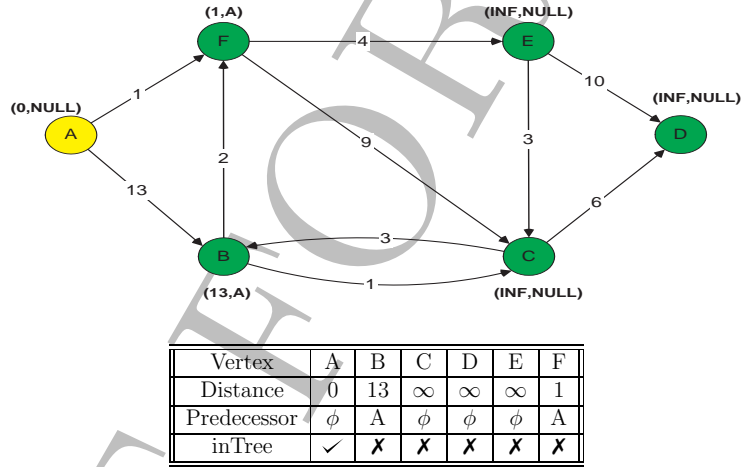 (1,A)
(INF,NULL)
F
4
E
10
(0,NULL)
1
(INF,NULL)
A
9
3
D
2
13
6
3
B
C
1
(13,A)
(INF,NULL)
Vertex A B C D E F
Distance 0 13 ∞ ∞ ∞ 1
Predecessor ϕ A ϕ ϕ ϕ A
inTree ✓ ✗ ✗ ✗ ✗ ✗
T FOR